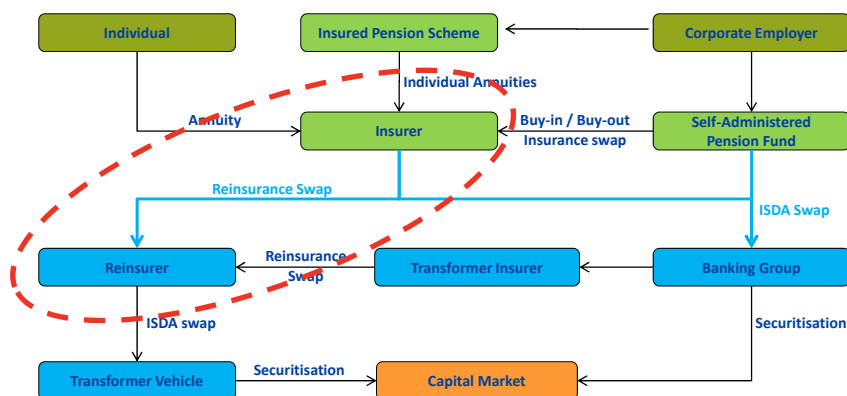 Individual
Insured Pension Scheme
Corporate Employer
Individual Annuities
Annuity
Insurer
Buy-in / Buy-out
Insurance swap
Self-Administered
Pension Fund
Reinsurance Swap
ISDA Swap
Reinsurer
Reinsurance
Swap
Transformer Insurer
Banking Group
ISDA swap
Securitisation
Transformer Vehicle
Securitisation
Capital Market